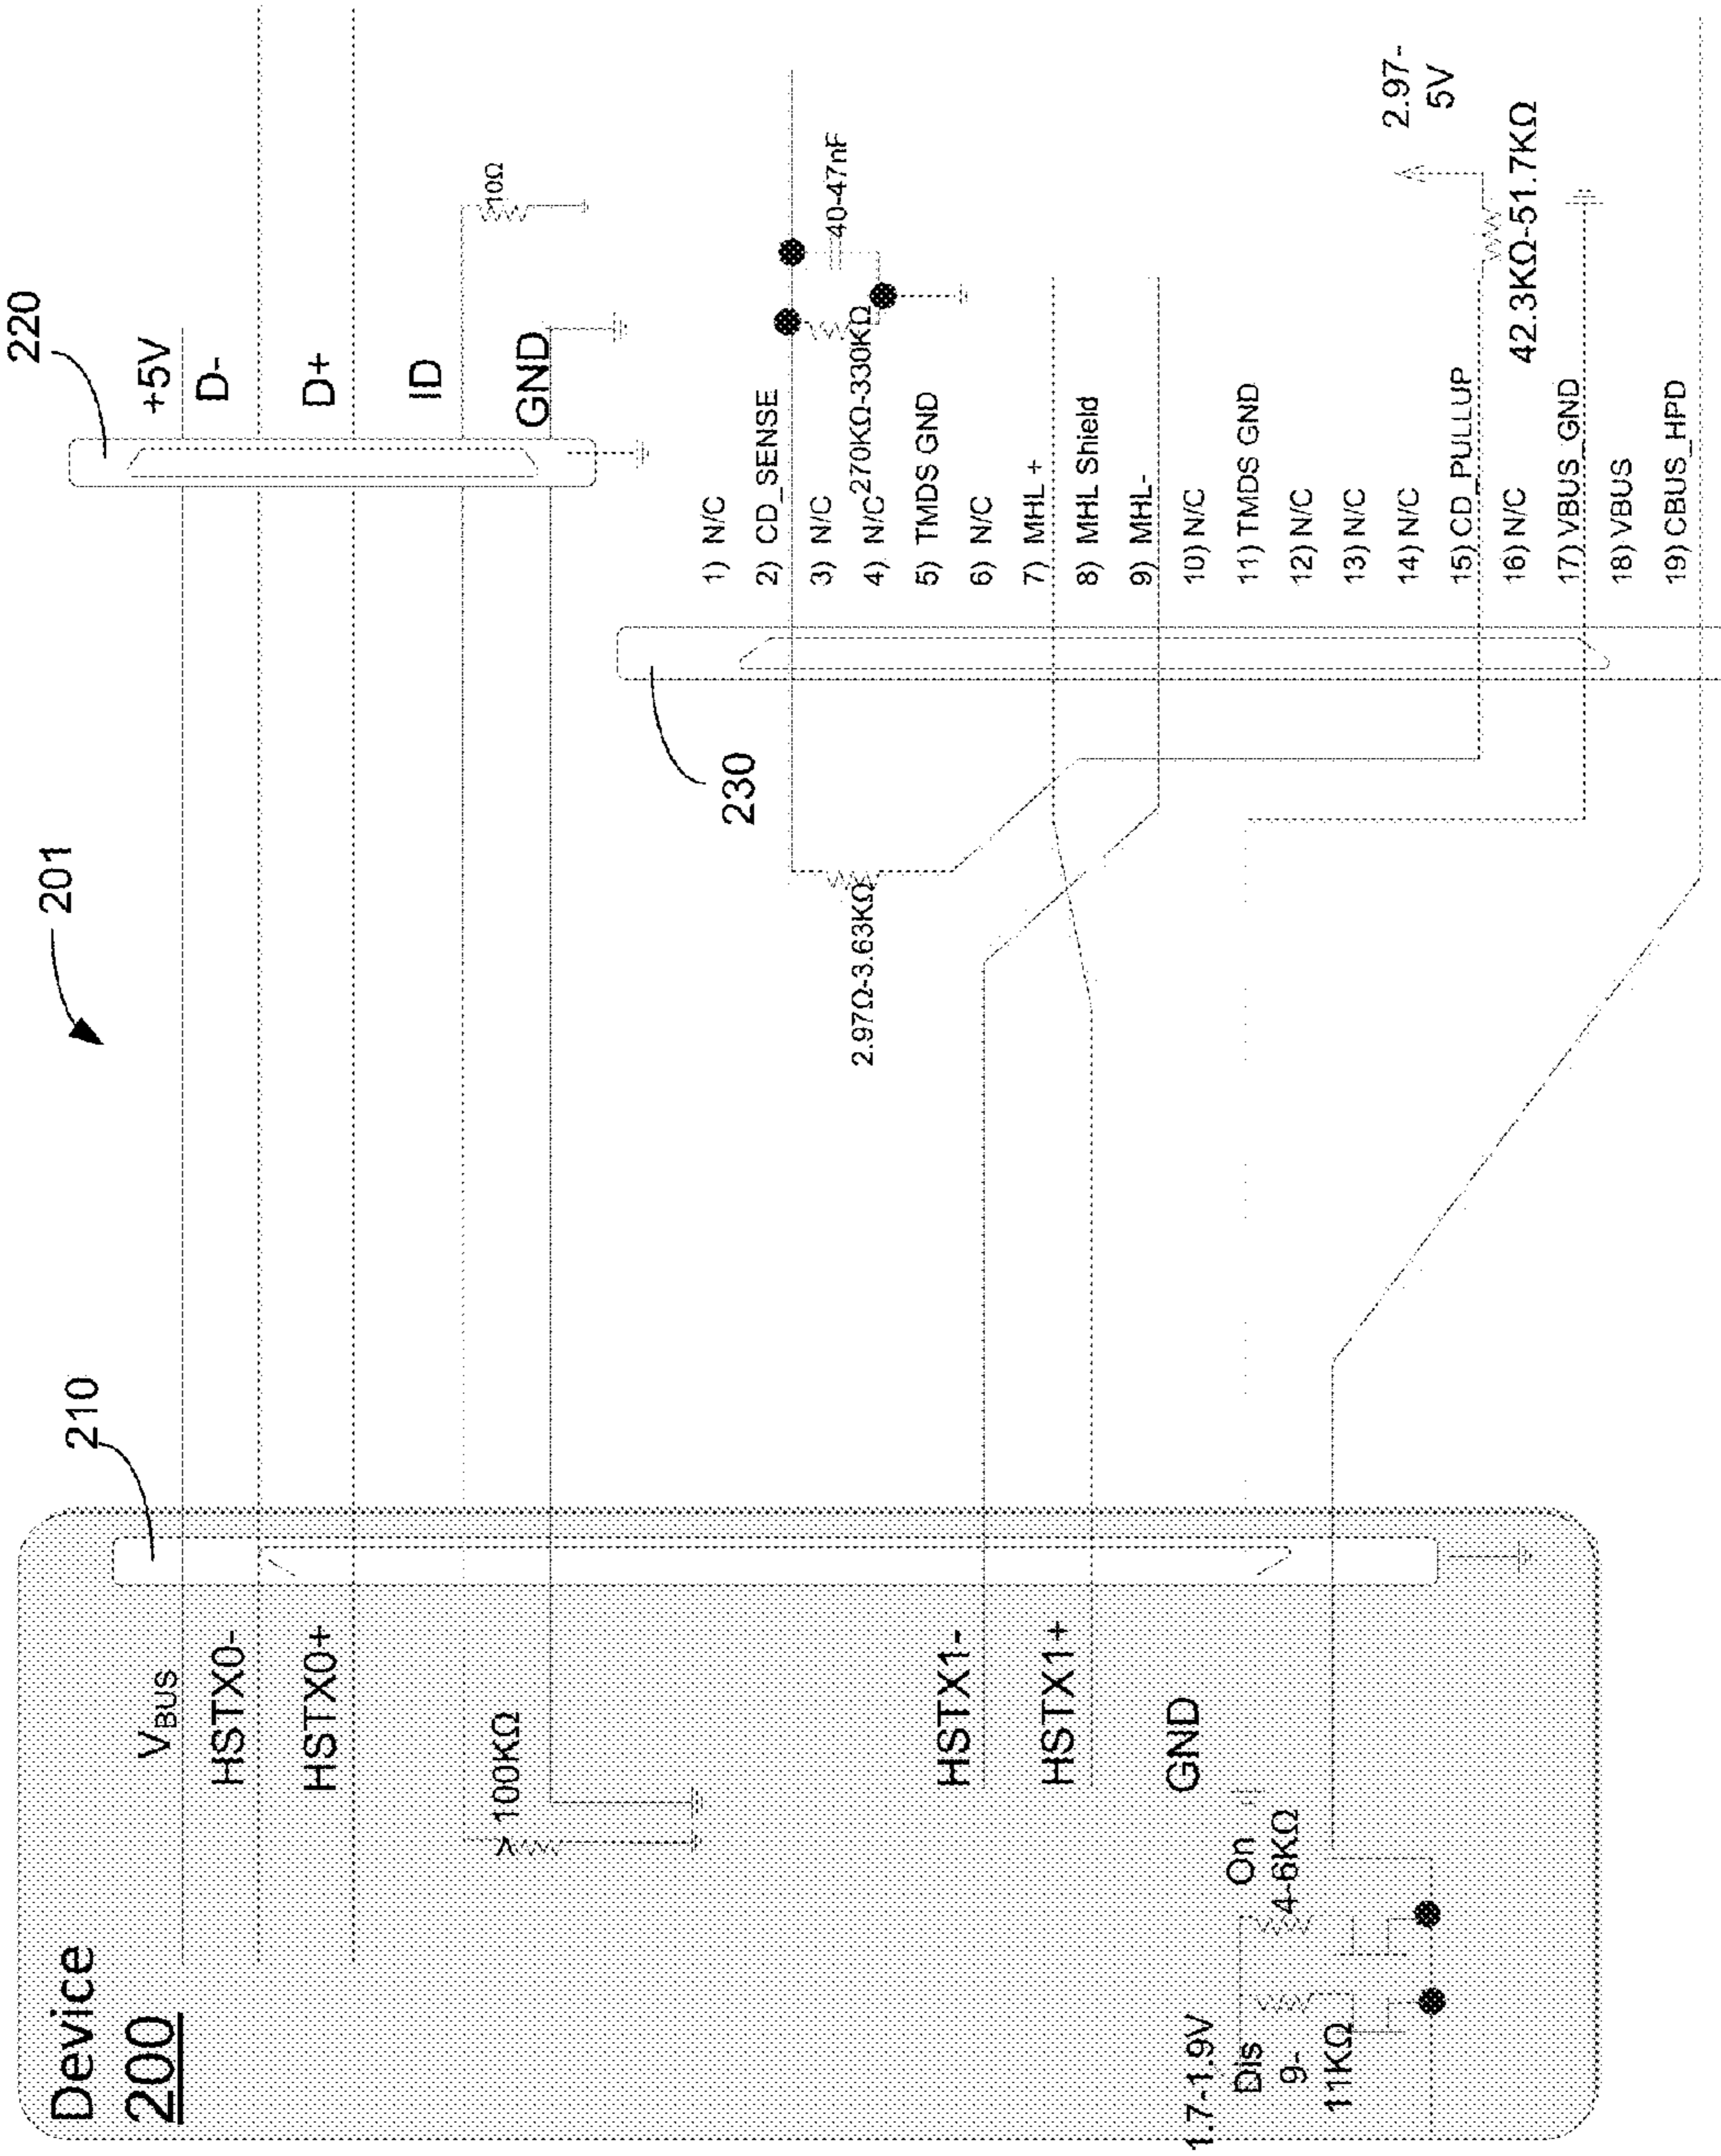 Device
200
201
210
220
230
V_BUS
HSTX0-
HSTX0+
100KΩ
HSTX1-
HSTX1+
GND
1.7-1.9V
Dis
9-
11KΩ
On
4-6KΩ
+5V
D-
D+
ID
GND
10Ω
2.97Ω-3.63KΩ
40-47nF
270KΩ-330KΩ
1) N/C
2) CD_SENSE
3) N/C
4) N/C
5) TMDS GND
6) N/C
7) MHL +
8) MHL Shield
9) MHL-
10) N/C
11) TMDS GND
12) N/C
13) N/C
14) N/C
15) CD_PULLUP
16) N/C
17) VBUS_GND
18) VBUS
19) CBUS_HPD
2.97-
5V
42.3KΩ-51.7KΩ